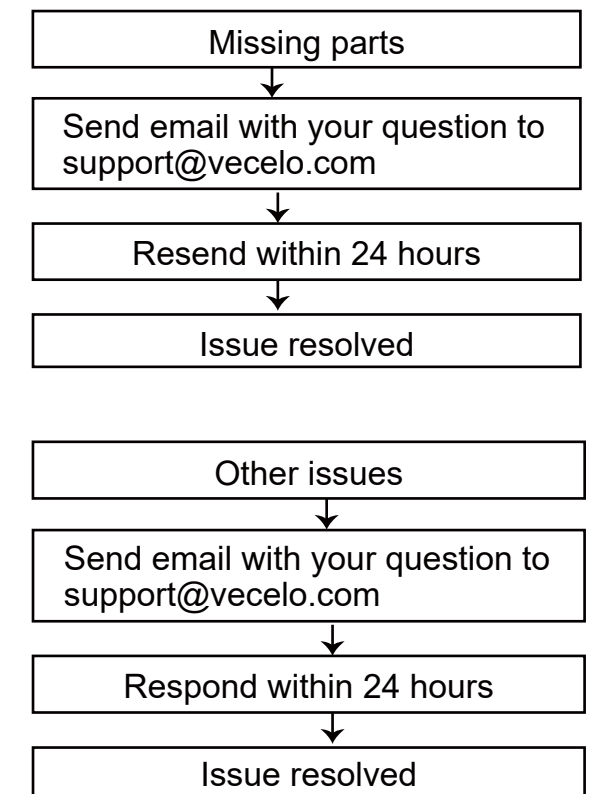 Missing parts
Send email with your question to
support@vecelo.com
Resend within 24 hours
Issue resolved
Other issues
Send email with your question to
support@vecelo.com
Respond within 24 hours
Issue resolved